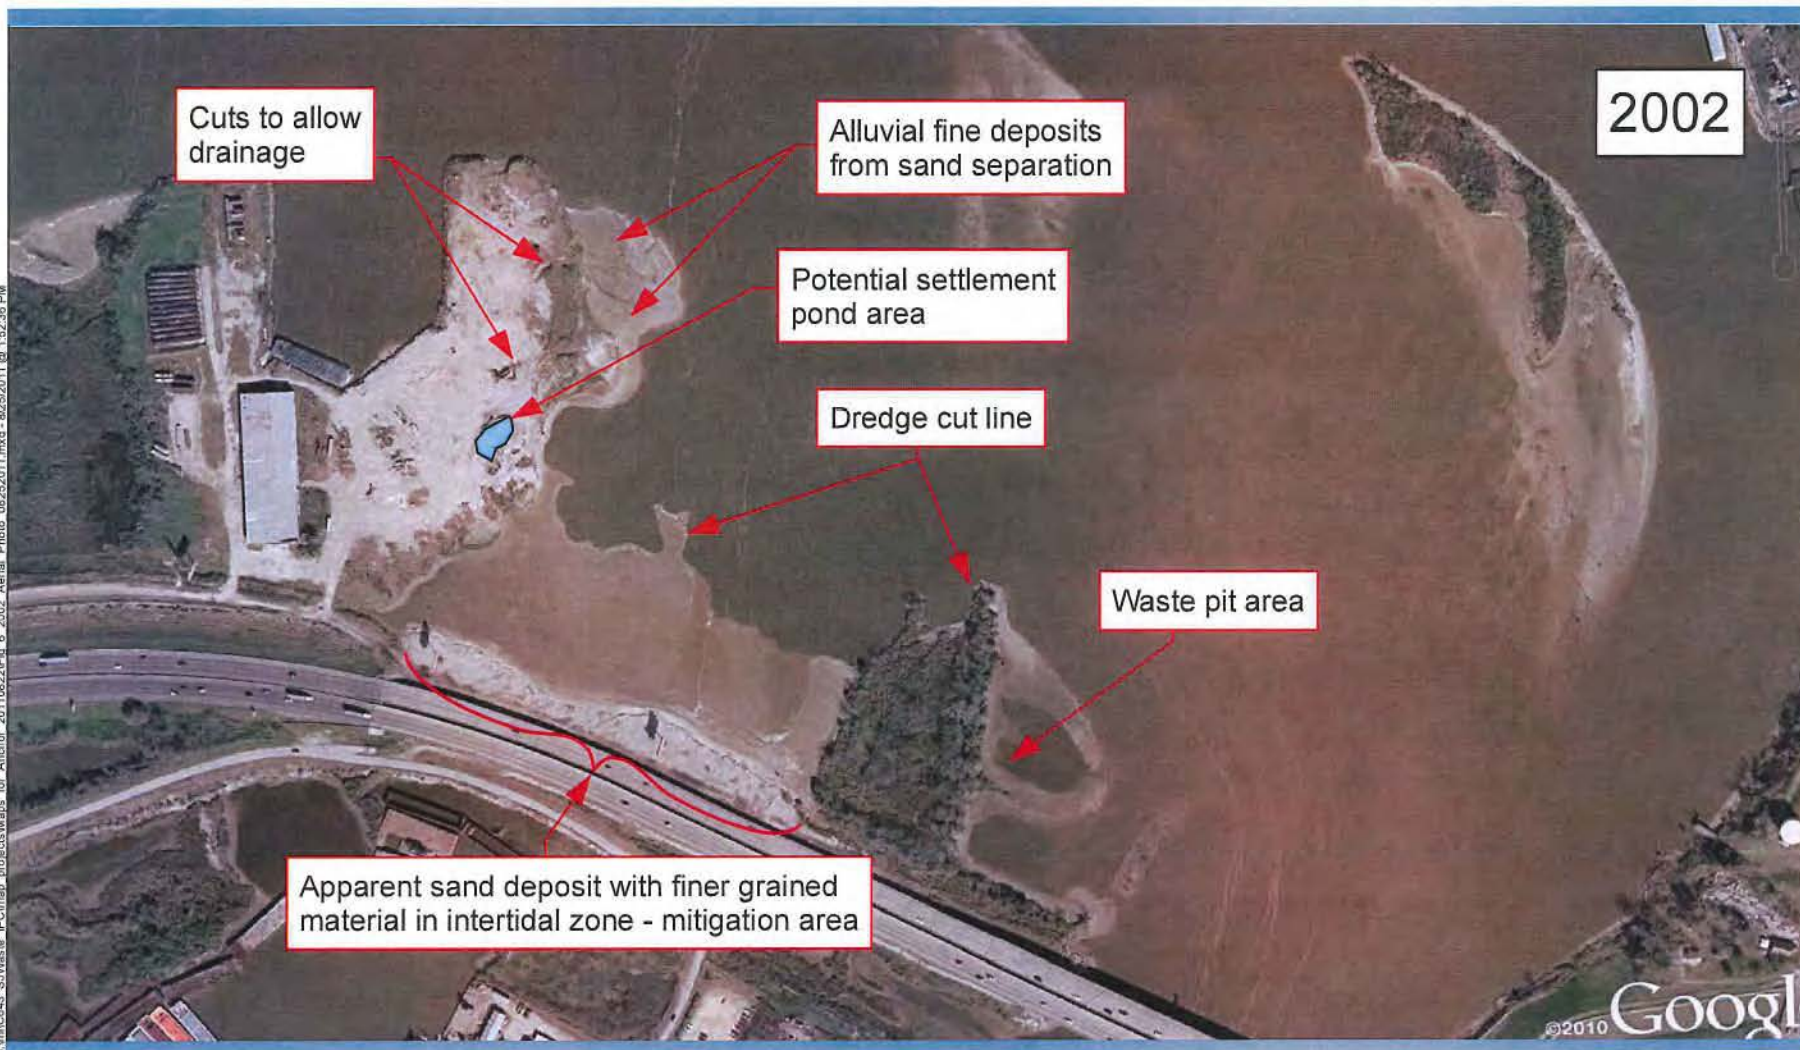 2002
Cuts to allow
drainage
Alluvial fine deposits
from sand separation
Potential settlement
pond area
Dredge cut line
Waste pit area
Apparent sand deposit with finer grained
material in intertidal zone - mitigation area
©2010 Googl